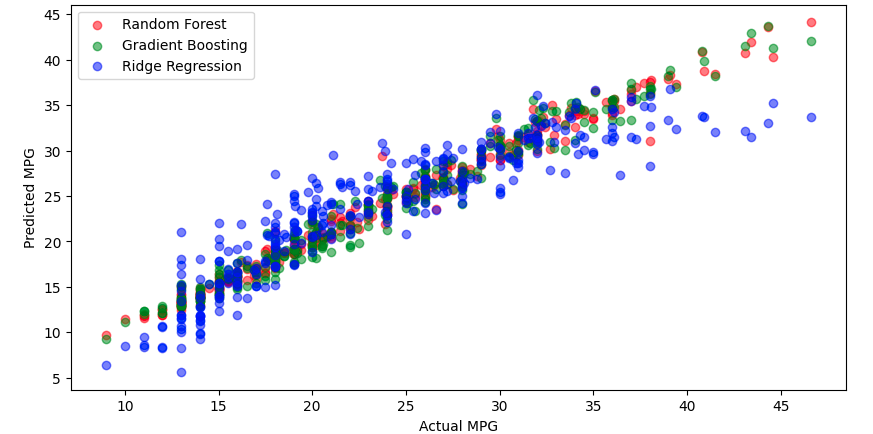 Random Forest
Gradient Boosting
Ridge Regression
45
40
35
30
25
20
15
10
5
Predicted MPG
10 15 20 25 30 35 40 45
Actual MPG